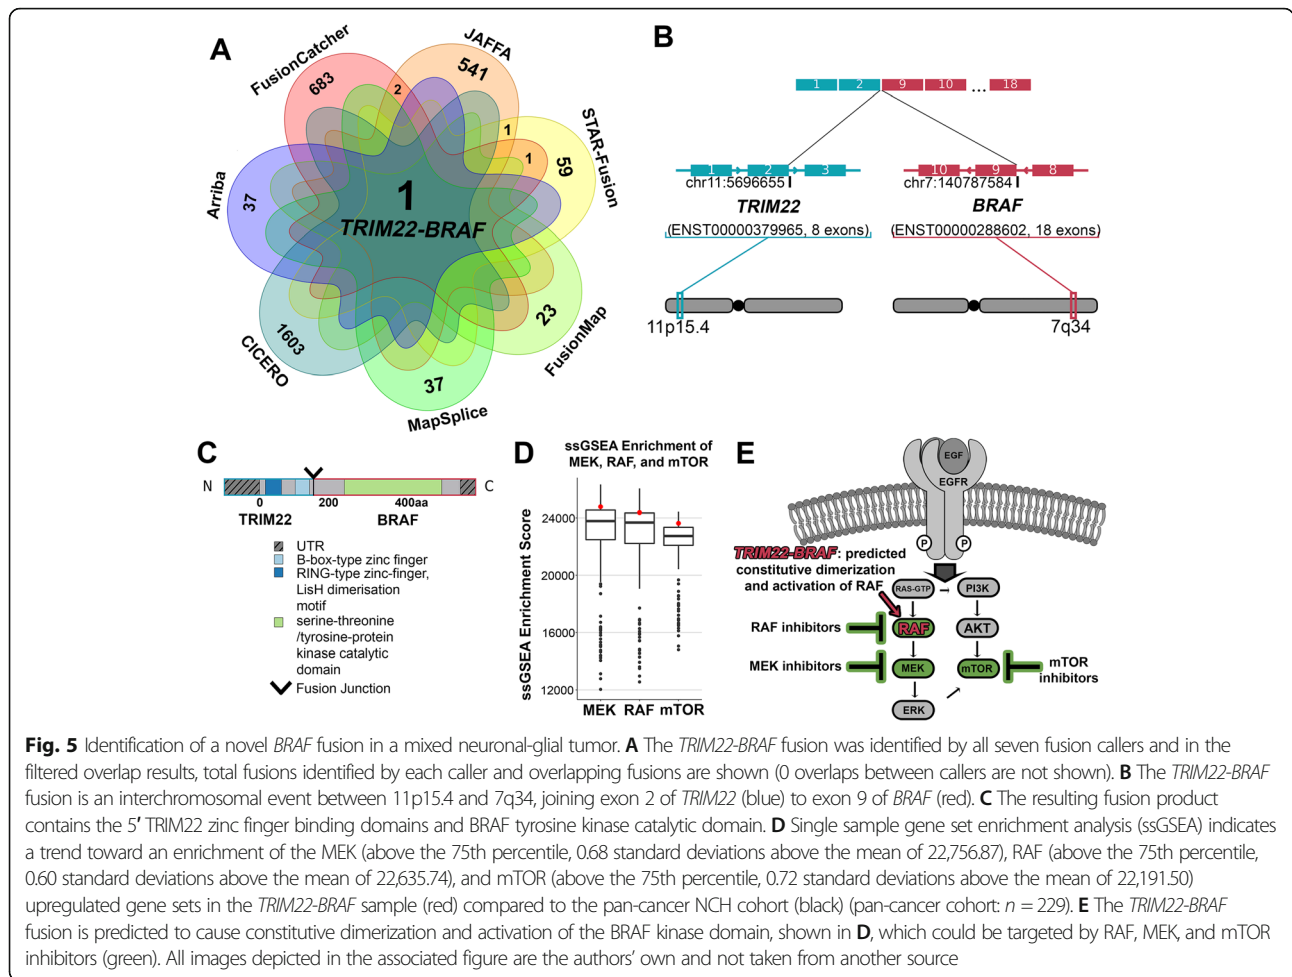 A
FusionCatcher
683
JAFFA
541
2
1
1
STAR-Fusion
59
Arriba
37
1
TRIM22-BRAF
CICERO
1603
MapSplice
37
FusionMap
23
B
1 2 9 10 ... 18
1 2 3
10 9 8
chr11:5696655
chr7:140787584
TRIM22
BRAF
(ENST00000379965, 8 exons)
(ENST00000288602, 18 exons)
11p15.4
7q34
C
N
C
0 200 400aa
TRIM22
BRAF
UTR
B-box-type zinc finger
RING-type zinc-finger,
LisH dimerisation
motif
serine-threonine
/tyrosine-protein
kinase catalytic
domain
Fusion Junction
D
ssGSEA Enrichment of
MEK, RAF, and mTOR
ssGSEA Enrichment Score
24000
20000
16000
12000
MEK RAF mTOR
E
EGF
EGFR
P
P
TRIM22-BRAF: predicted
constitutive dimerization
and activation of RAF
RAS-GTP
PI3K
RAF inhibitors
RAF
AKT
MEK inhibitors
MEK
mTOR
mTOR
inhibitors
ERK
Fig. 5 Identification of a novel BRAF fusion in a mixed neuronal-glial tumor. A The TRIM22-BRAF fusion was identified by all seven fusion callers and in the
filtered overlap results, total fusions identified by each caller and overlapping fusions are shown (0 overlaps between callers are not shown). B The TRIM22-BRAF
fusion is an interchromosomal event between 11p15.4 and 7q34, joining exon 2 of TRIM22 (blue) to exon 9 of BRAF (red). C The resulting fusion product
contains the 5′ TRIM22 zinc finger binding domains and BRAF tyrosine kinase catalytic domain. D Single sample gene set enrichment analysis (ssGSEA) indicates
a trend toward an enrichment of the MEK (above the 75th percentile, 0.68 standard deviations above the mean of 22,756.87), RAF (above the 75th percentile,
0.60 standard deviations above the mean of 22,635.74), and mTOR (above the 75th percentile, 0.72 standard deviations above the mean of 22,191.50)
upregulated gene sets in the TRIM22-BRAF sample (red) compared to the pan-cancer NCH cohort (black) (pan-cancer cohort: n = 229). E The TRIM22-BRAF
fusion is predicted to cause constitutive dimerization and activation of the BRAF kinase domain, shown in D, which could be targeted by RAF, MEK, and mTOR
inhibitors (green). All images depicted in the associated figure are the authors' own and not taken from another source